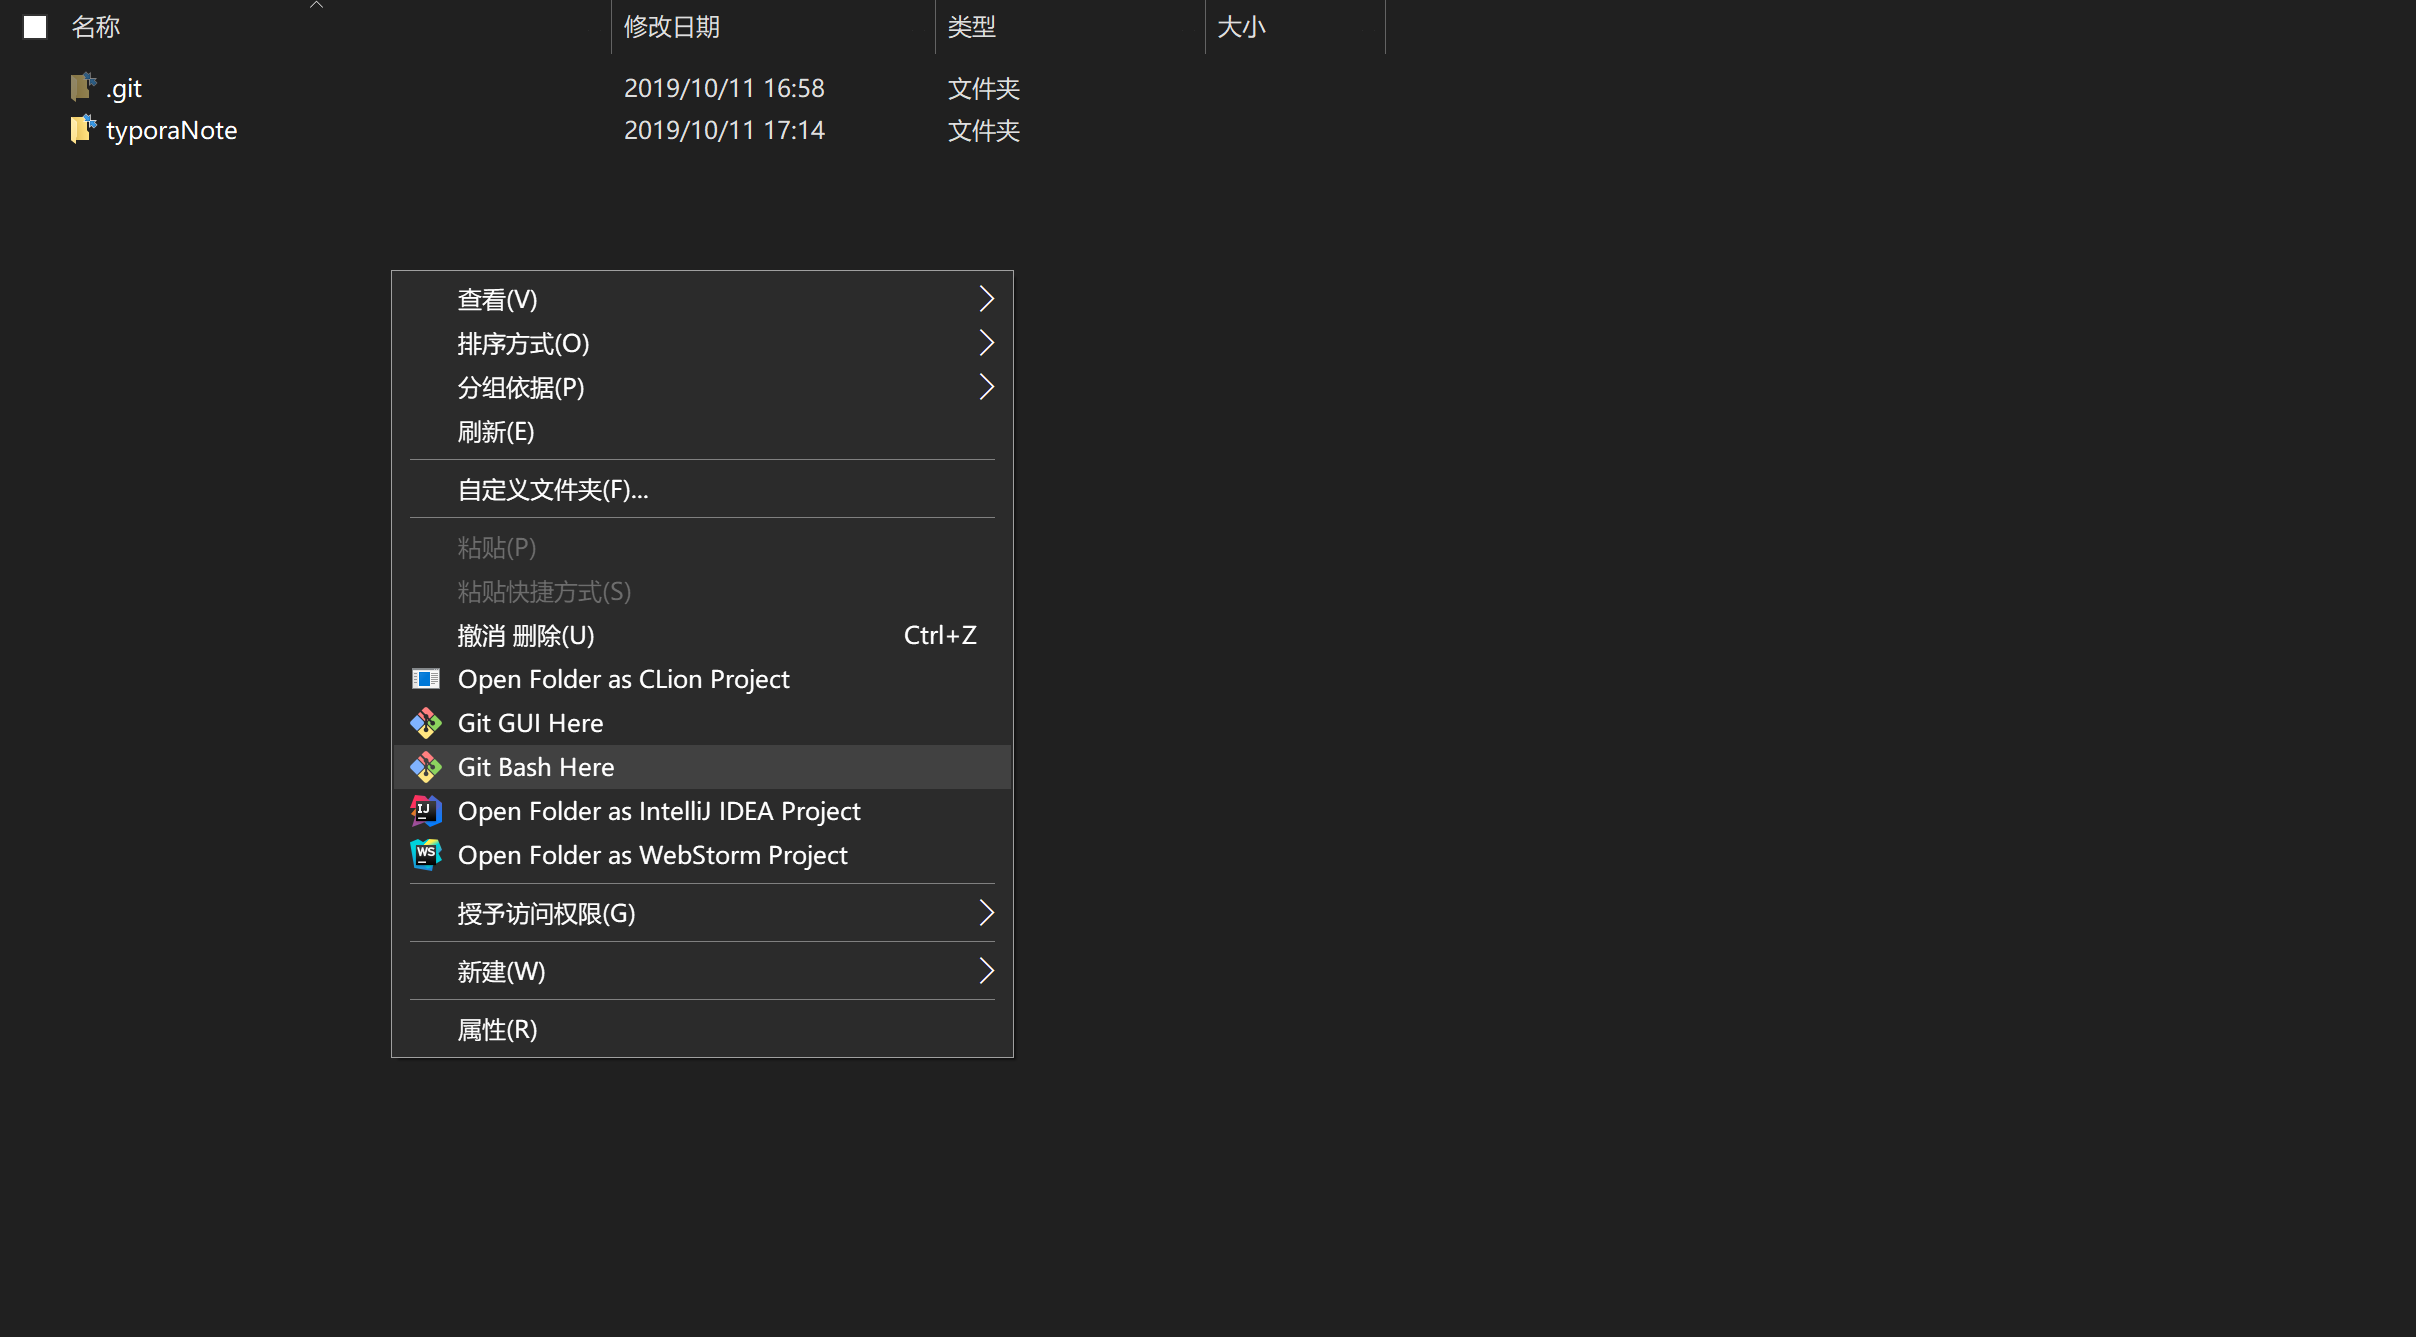 名称 修改日期 类型 大小
.git 2019/10/11 16:58 文件夹
typoraNote 2019/10/11 17:14 文件夹
查看(V)
排序方式(O)
分组依据(P)
刷新(E)
自定义文件夹(F)...
粘贴(P)
粘贴快捷方式(S)
撤消 删除(U) Ctrl+Z
Open Folder as CLion Project
Git GUI Here
Git Bash Here
IJ Open Folder as IntelliJ IDEA Project
WS Open Folder as WebStorm Project
授予访问权限(G)
新建(W)
属性(R)